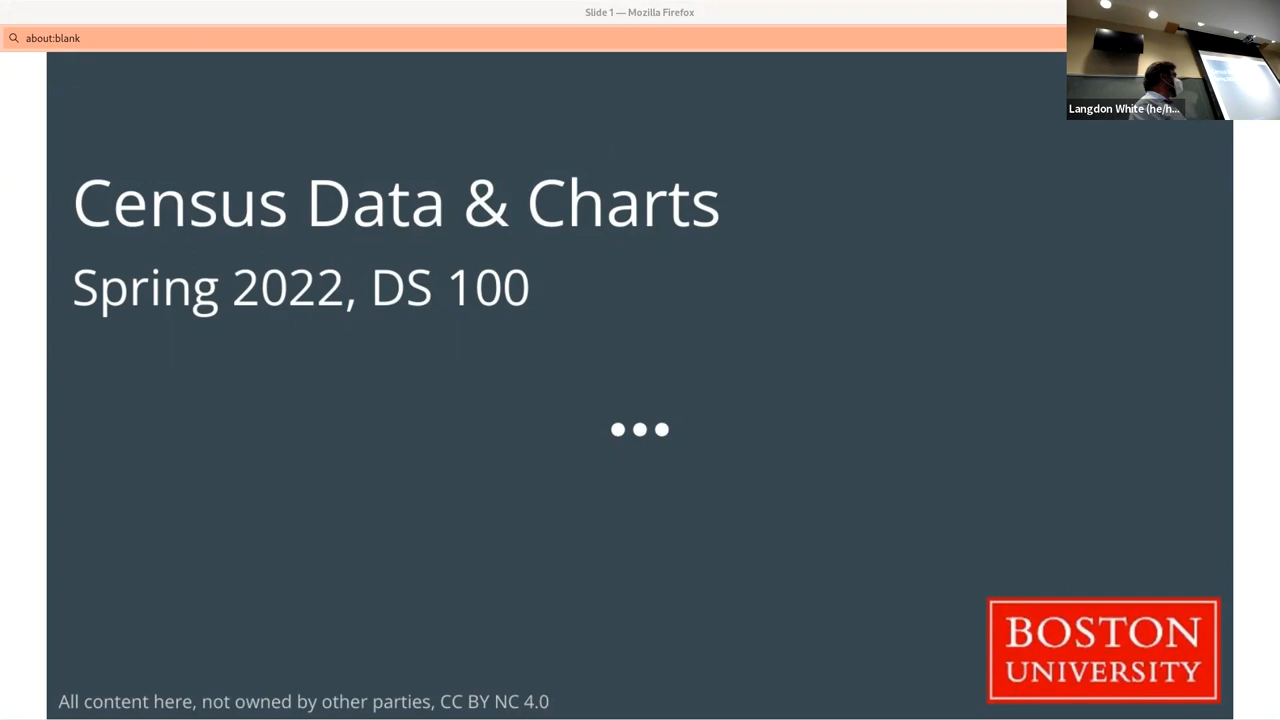 Slide 1 — Mozilla Firefox
about:blank
Langdon White (he/h...
Census Data & Charts
Spring 2022, DS 100
BOSTON
UNIVERSITY
All content here, not owned by other parties, CC BY NC 4.0